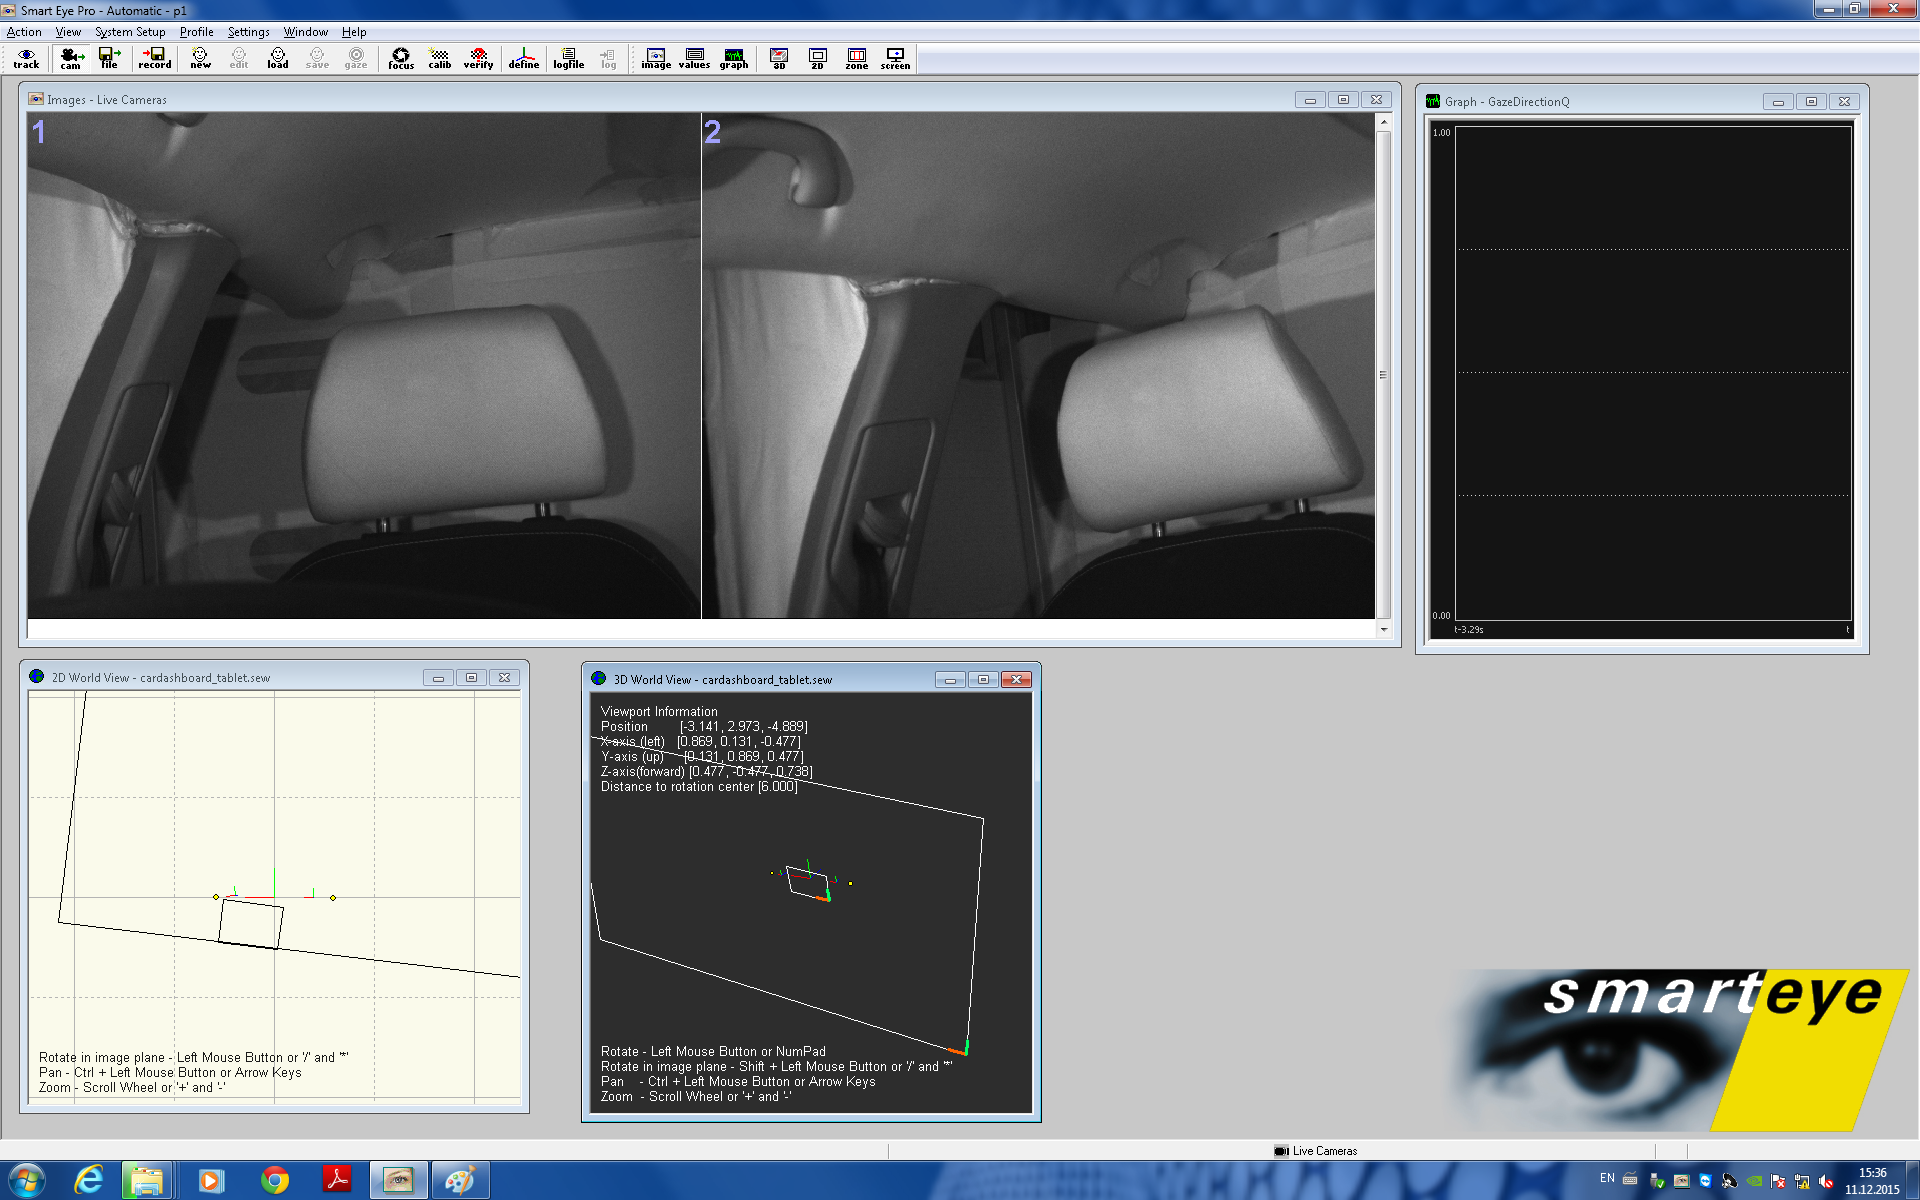 Smart Eye Pro - Automatic - p1
Action View System Setup Profile Settings Window Help
track cam file record new edit load save gaze focus calib verify define logfile log image values graph 3D 2D zone screen
Images - Live Cameras
1
2
Graph - GazeDirectionQ
1.00
0.00
t-3.29s
t
2D World View - cardashboard_tablet.sew
Rotate in image plane - Left Mouse Button or '/' and '*'
Pan - Ctrl + Left Mouse Button or Arrow Keys
Zoom - Scroll Wheel or '+' and '-'
3D World View - cardashboard_tablet.sew
Viewport Information
Position [-3.141, 2.973, -4.889]
X-axis (left) [0.869, 0.131, -0.477]
Y-axis (up) [0.131, 0.869, 0.477]
Z-axis(forward) [0.477, -0.477, 0.738]
Distance to rotation center [6.000]
Rotate - Left Mouse Button or NumPad
Rotate in image plane - Shift + Left Mouse Button or '/' and '*'
Pan - Ctrl + Left Mouse Button or Arrow Keys
Zoom - Scroll Wheel or '+' and '-'
smarteye
Live Cameras
EN
15:36
11.12.2015